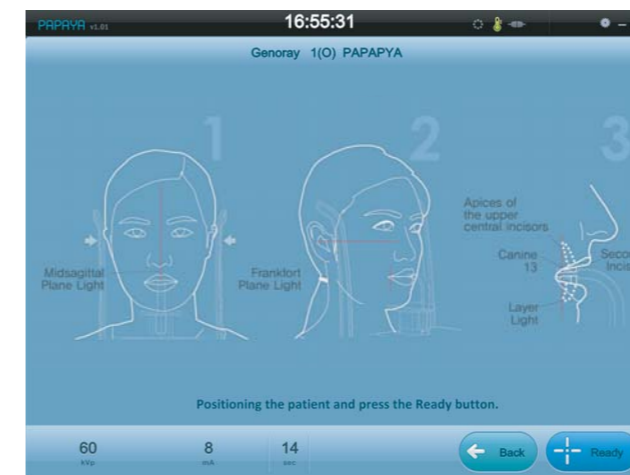 PAPAYA v1.01
16:55:31
Genoray 1(O) PAPAPYA
1
2
3
Midsagittal
Plane Light
Frankfort
Plane Light
Apices of
the upper
central incisors
Canine
13
Layer
Light
Positioning the patient and press the Ready button.
60
kVp
8
mA
14
sec
Back
Ready